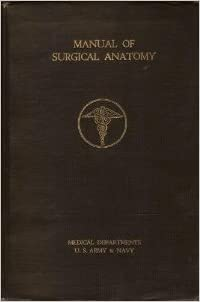 MANUAL OF
SURGICAL ANATOMY
MEDICAL DEPARTMENTS
U. S. ARMY & NAVY